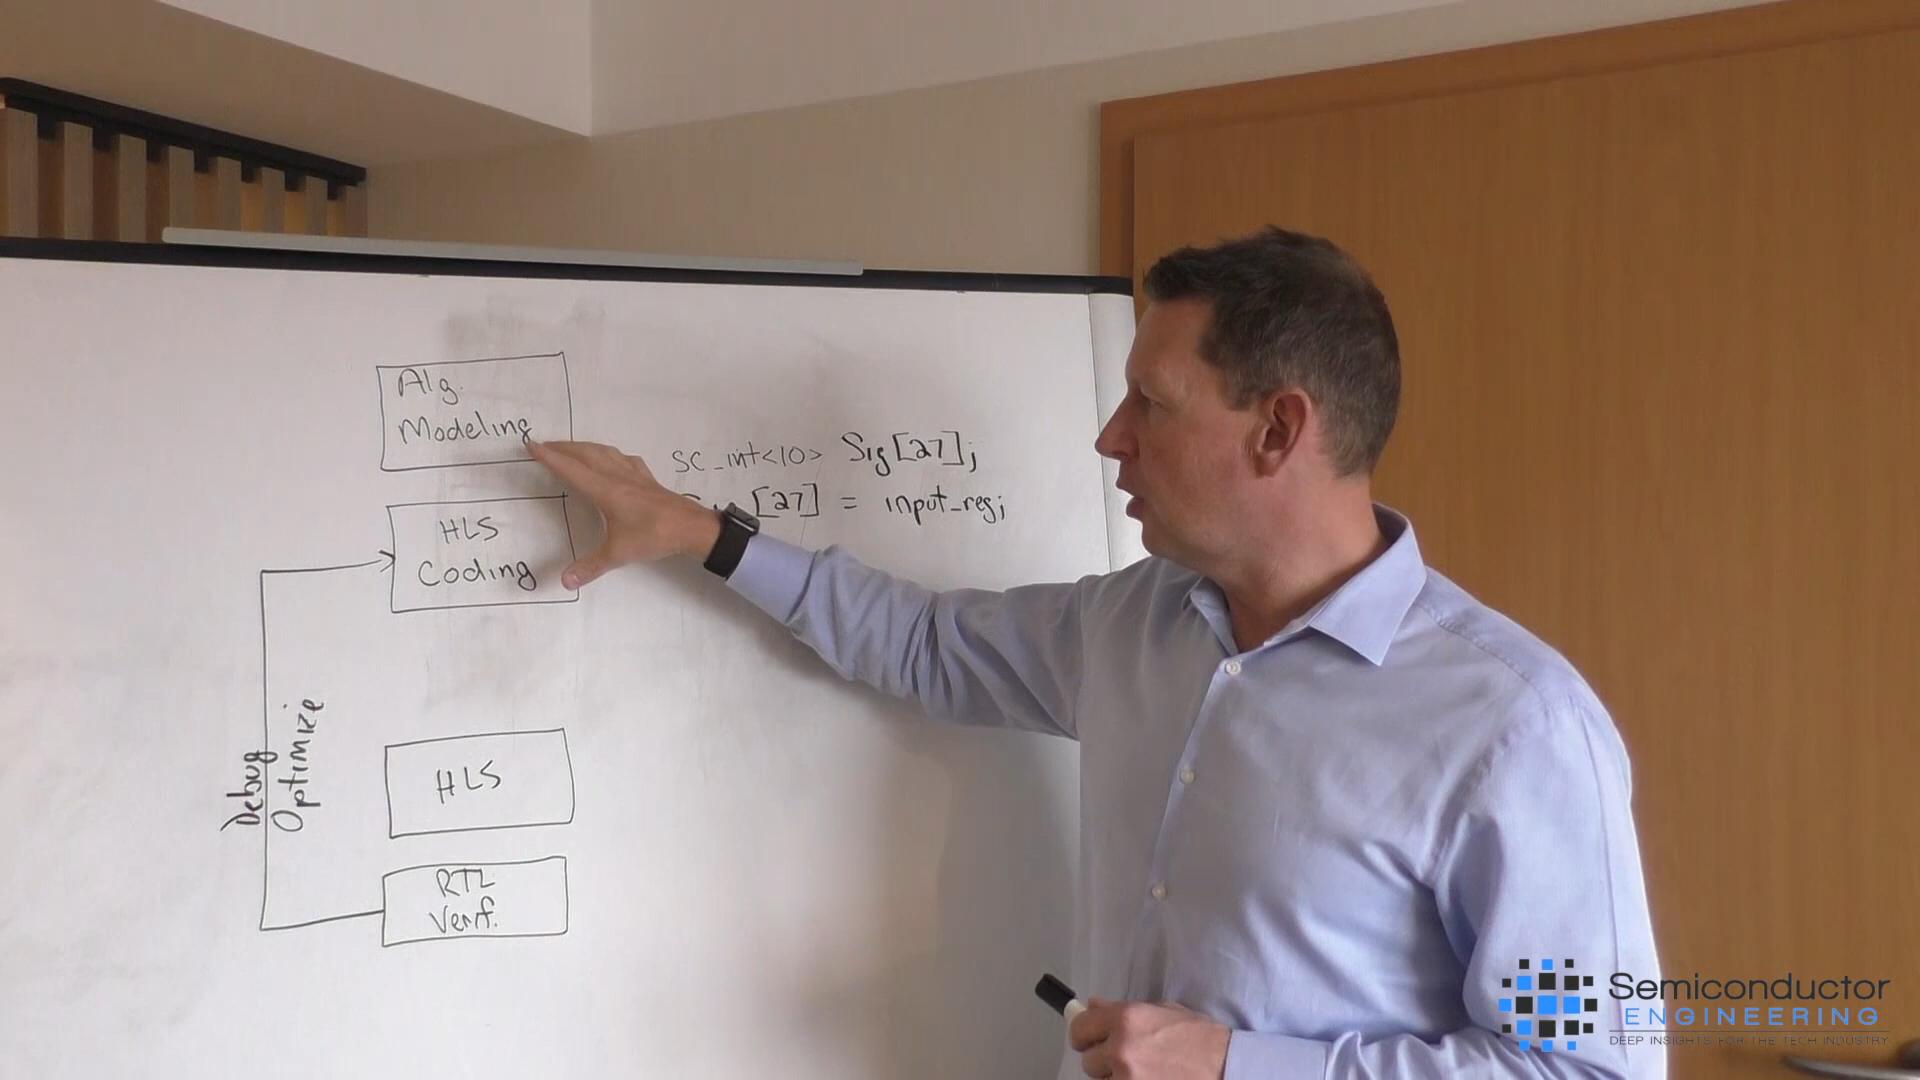 Alg.
Modeling
SC_int<10> Sig[27];
[27] = input_reg;
HLS
Coding
Debug
Optimize
HLS
RTL
Verif.
Semiconductor
ENGINEERING
DEEP INSIGHTS FOR THE TECH INDUSTRY